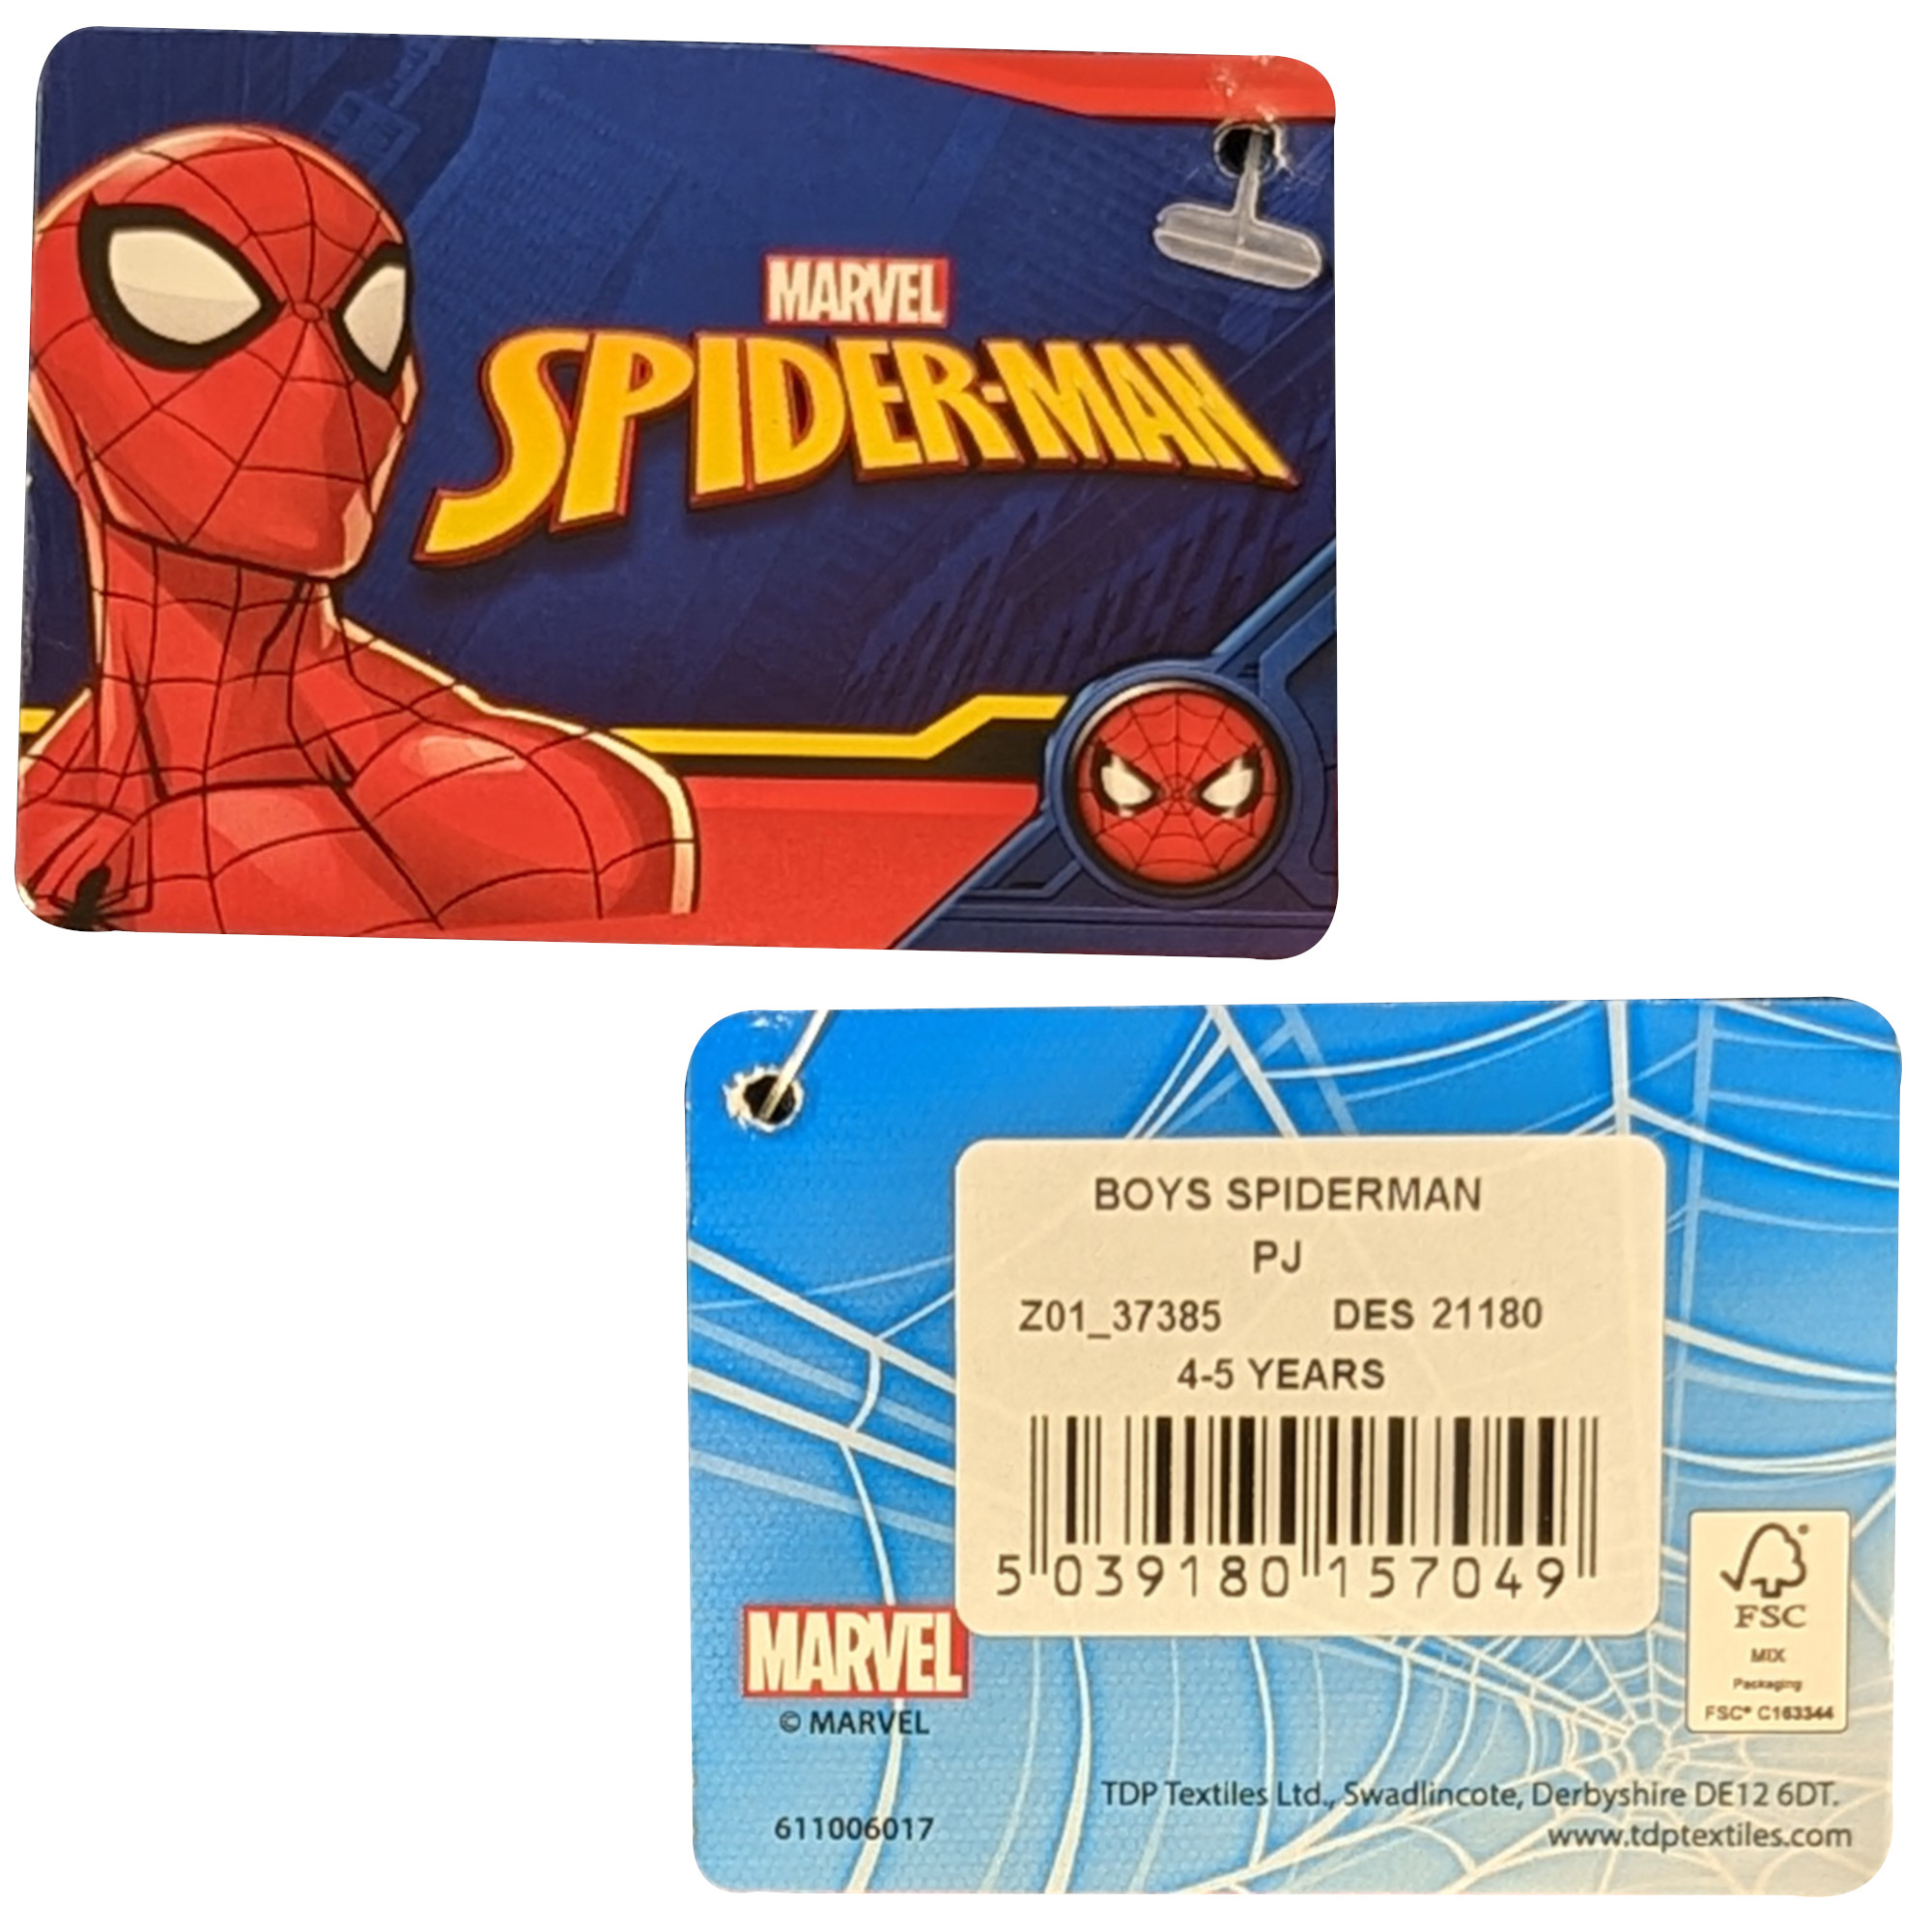 MARVEL
SPIDER-MAN
BOYS SPIDERMAN
PJ
Z01_37385 DES 21180
4-5 YEARS
5 039180 157049
MARVEL
© MARVEL
611006017
FSC
MIX
Packaging
FSC® C163344
TDP Textiles Ltd., Swadlincote, Derbyshire DE12 6DT.
www.tdptextiles.com